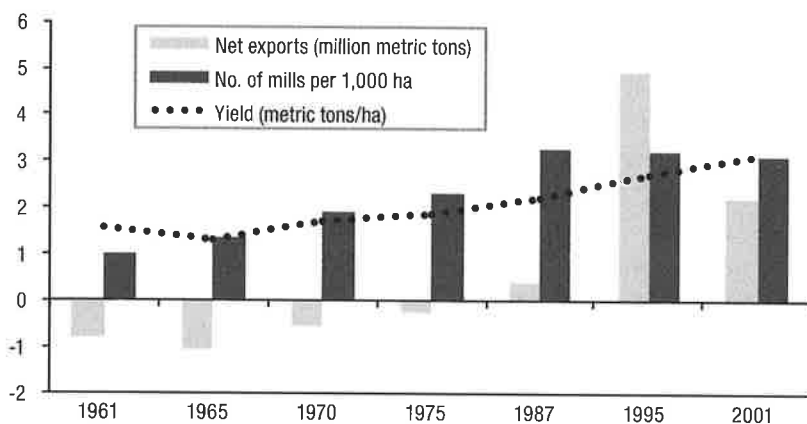 6
5
4
3
2
1
0
-1
-2
Net exports (million metric tons)
No. of mills per 1,000 ha
Yield (metric tons/ha)
1961 1965 1970 1975 1987 1995 2001